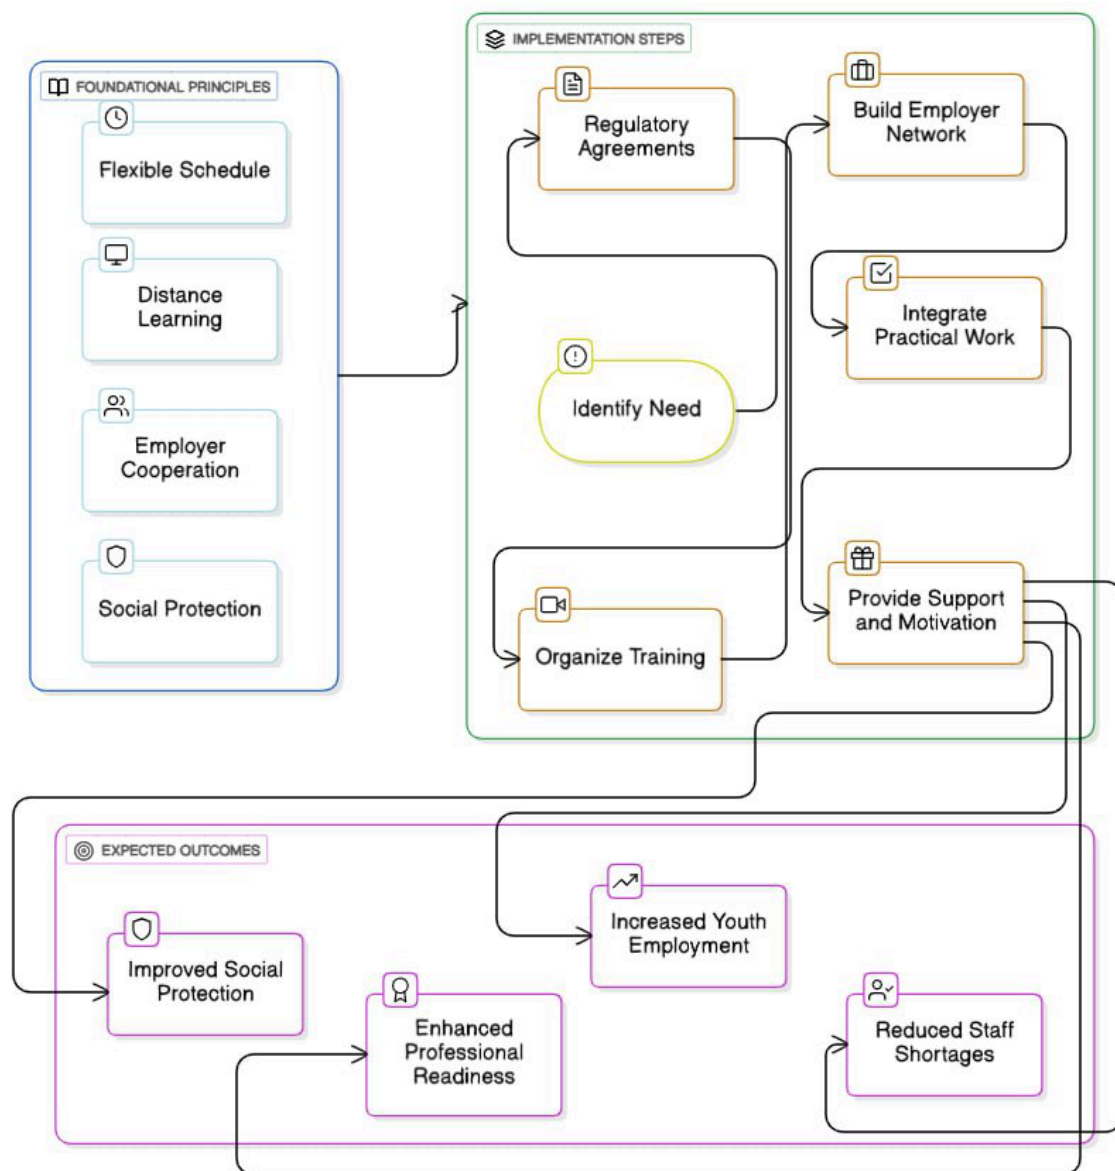 FOUNDATIONAL PRINCIPLES
Flexible Schedule
Distance
Learning
Employer
Cooperation
Social Protection
IMPLEMENTATION STEPS
Regulatory
Agreements
Build Employer
Network
Integrate
Practical Work
Identify Need
Provide Support
and Motivation
Organize Training
EXPECTED OUTCOMES
Improved Social
Protection
Enhanced
Professional
Readiness
Increased Youth
Employment
Reduced Staff
Shortages